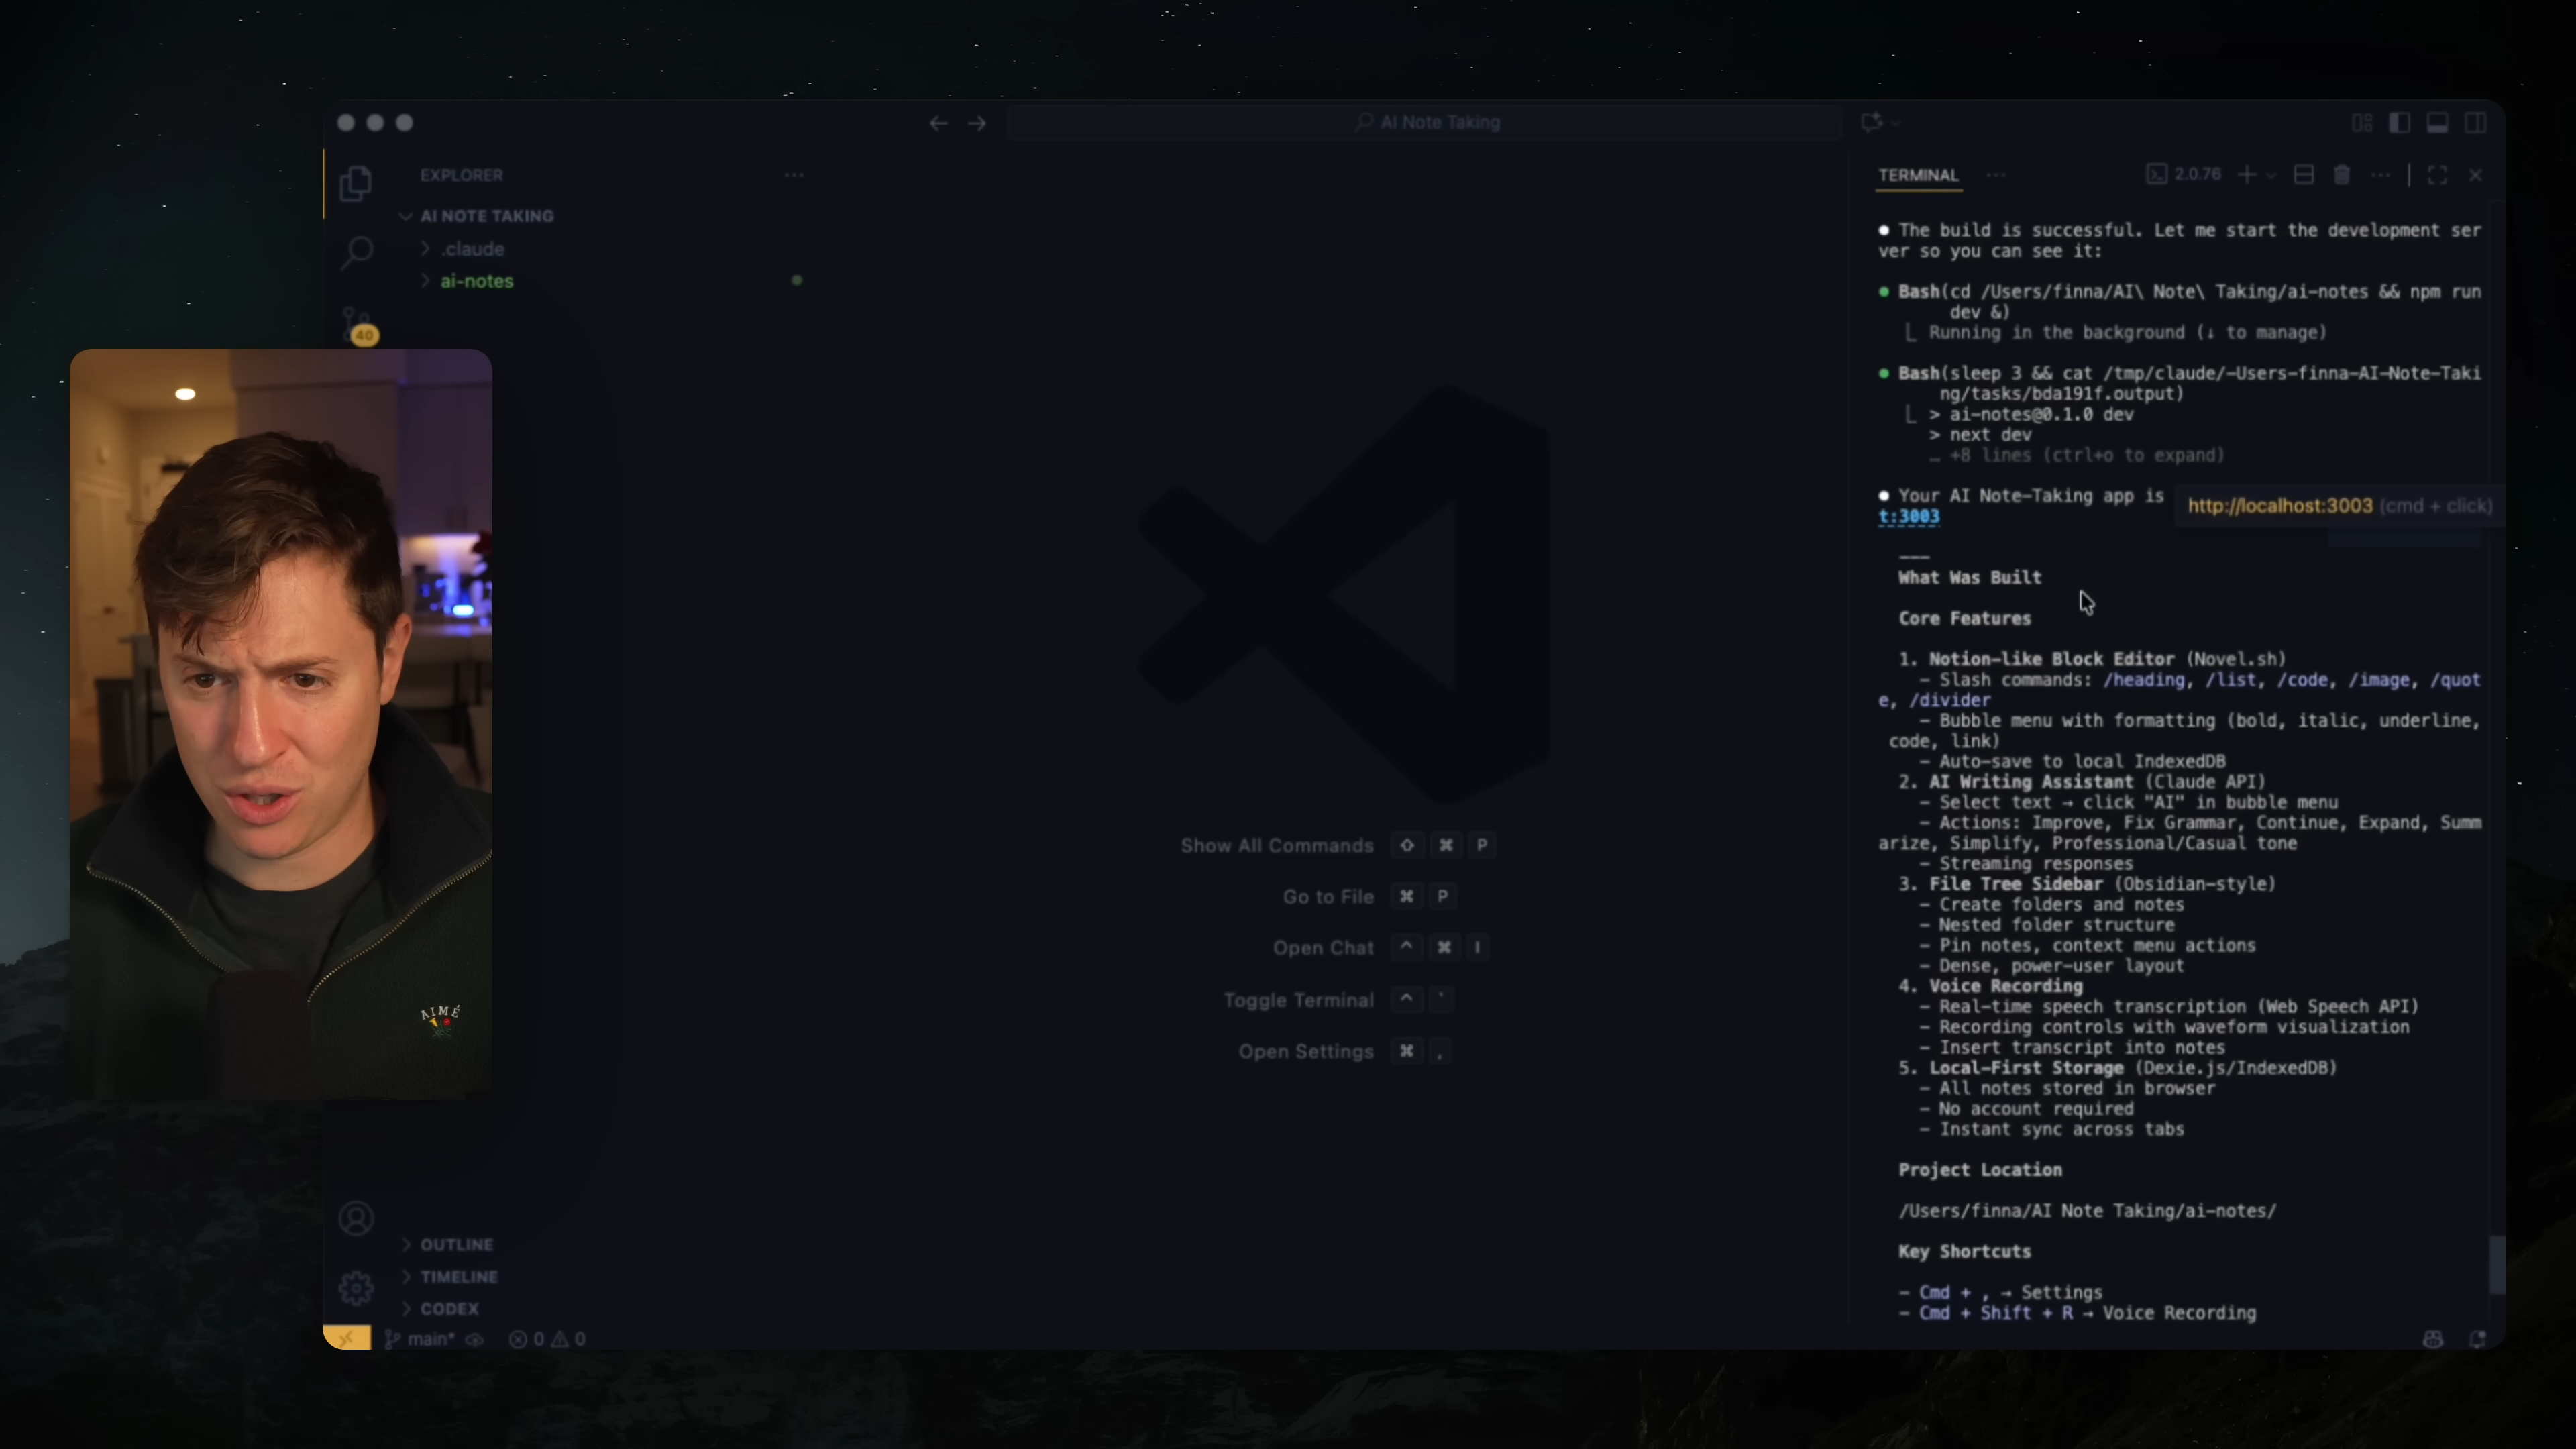 AI Note Taking
EXPLORER
AI NOTE TAKING
.claude
ai-notes
40
Show All Commands ⌘ P
Go to File ⌘ P
Open Chat ^ ⌘ I
Toggle Terminal ^ `
Open Settings ⌘ ,
OUTLINE
TIMELINE
CODEX
main* 0 0
AIMÉ
TERMINAL 2.0.76
The build is successful. Let me start the development ser
ver so you can see it:
Bash(cd /Users/finna/AI\ Note\ Taking/ai-notes && npm run
dev &)
Running in the background (↓ to manage)
Bash(sleep 3 && cat /tmp/claude/-Users-finna-AI-Note-Taki
ng/tasks/bda191f.output)
> ai-notes@0.1.0 dev
> next dev
… +8 lines (ctrl+o to expand)
Your AI Note-Taking app is
http://localhost:3003 (cmd + click)
t:3003
---
What Was Built
Core Features
1. Notion-like Block Editor (Novel.sh)
- Slash commands: /heading, /list, /code, /image, /quot
e, /divider
- Bubble menu with formatting (bold, italic, underline,
code, link)
- Auto-save to local IndexedDB
2. AI Writing Assistant (Claude API)
- Select text → click "AI" in bubble menu
- Actions: Improve, Fix Grammar, Continue, Expand, Summ
arize, Simplify, Professional/Casual tone
- Streaming responses
3. File Tree Sidebar (Obsidian-style)
- Create folders and notes
- Nested folder structure
- Pin notes, context menu actions
- Dense, power-user layout
4. Voice Recording
- Real-time speech transcription (Web Speech API)
- Recording controls with waveform visualization
- Insert transcript into notes
5. Local-First Storage (Dexie.js/IndexedDB)
- All notes stored in browser
- No account required
- Instant sync across tabs
Project Location
/Users/finna/AI Note Taking/ai-notes/
Key Shortcuts
- Cmd + , → Settings
- Cmd + Shift + R → Voice Recording